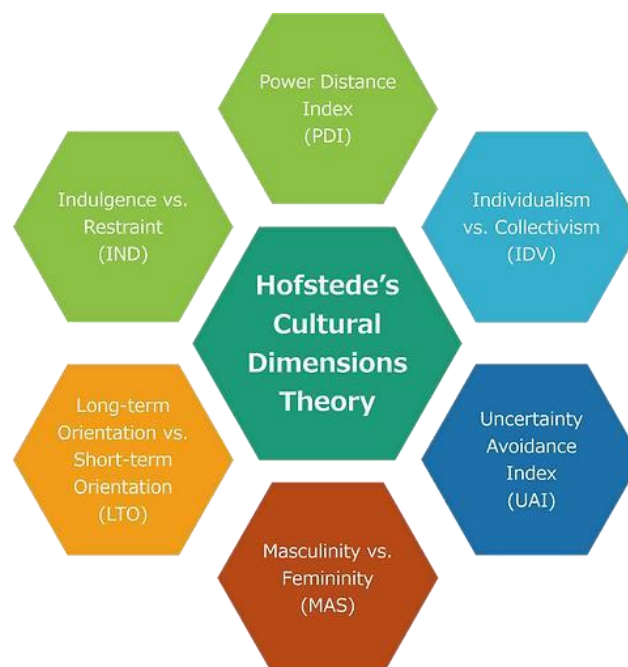 Power Distance
Index
(PDI)
Indulgence vs.
Restraint
(IND)
Individualism
vs. Collectivism
(IDV)
Hofstede’s
Cultural
Dimensions
Theory
Long-term
Orientation vs.
Short-term
Orientation
(LTO)
Uncertainty
Avoidance
Index
(UAI)
Masculinity vs.
Femininity
(MAS)